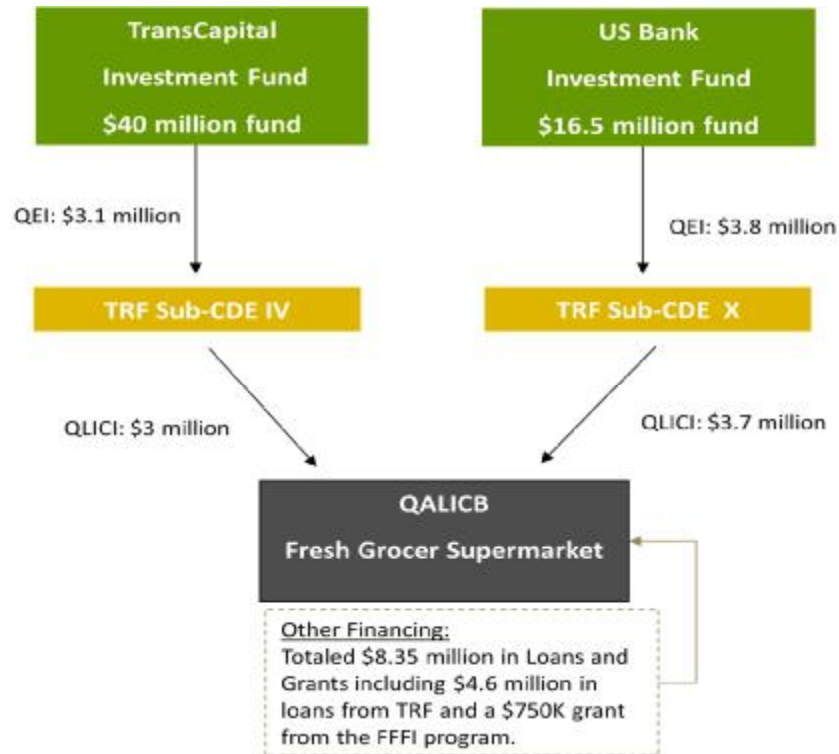 TransCapital
Investment Fund
$40 million fund
US Bank
Investment Fund
$16.5 million fund
QEI: $3.1 million
QEI: $3.8 million
TRF Sub-CDE IV
TRF Sub-CDE X
QLICI: $3 million
QLICI: $3.7 million
QALICB
Fresh Grocer Supermarket
Other Financing:
Totaled $8.35 million in Loans and
Grants including $4.6 million in
loans from TRF and a $750K grant
from the FFFI program.